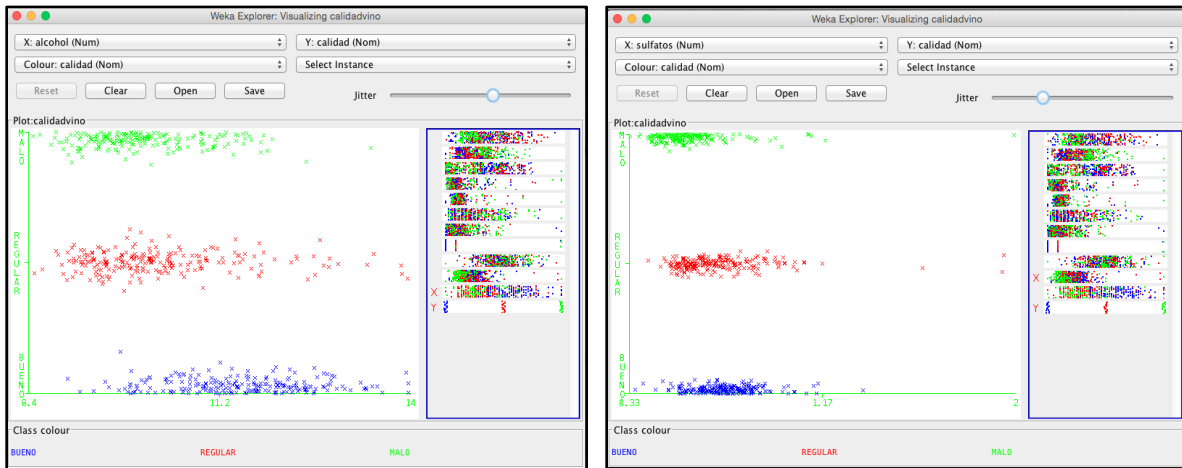 Weka Explorer: Visualizing calidadvino
X: alcohol (Num)
Y: calidad (Nom)
Colour: calidad (Nom)
Select Instance
Reset
Clear
Open
Save
Jitter
Plot:calidadvino
MALO
REGULAR
BUENO
8.4
11.2
14
X
Y
Class colour
BUENO
REGULAR
MALO
Weka Explorer: Visualizing calidadvino
X: sulfatos (Num)
Y: calidad (Nom)
Colour: calidad (Nom)
Select Instance
Reset
Clear
Open
Save
Jitter
Plot:calidadvino
MALO
REGULAR
BUENO
0.33
1.17
2
X
Y
Class colour
BUENO
REGULAR
MALO